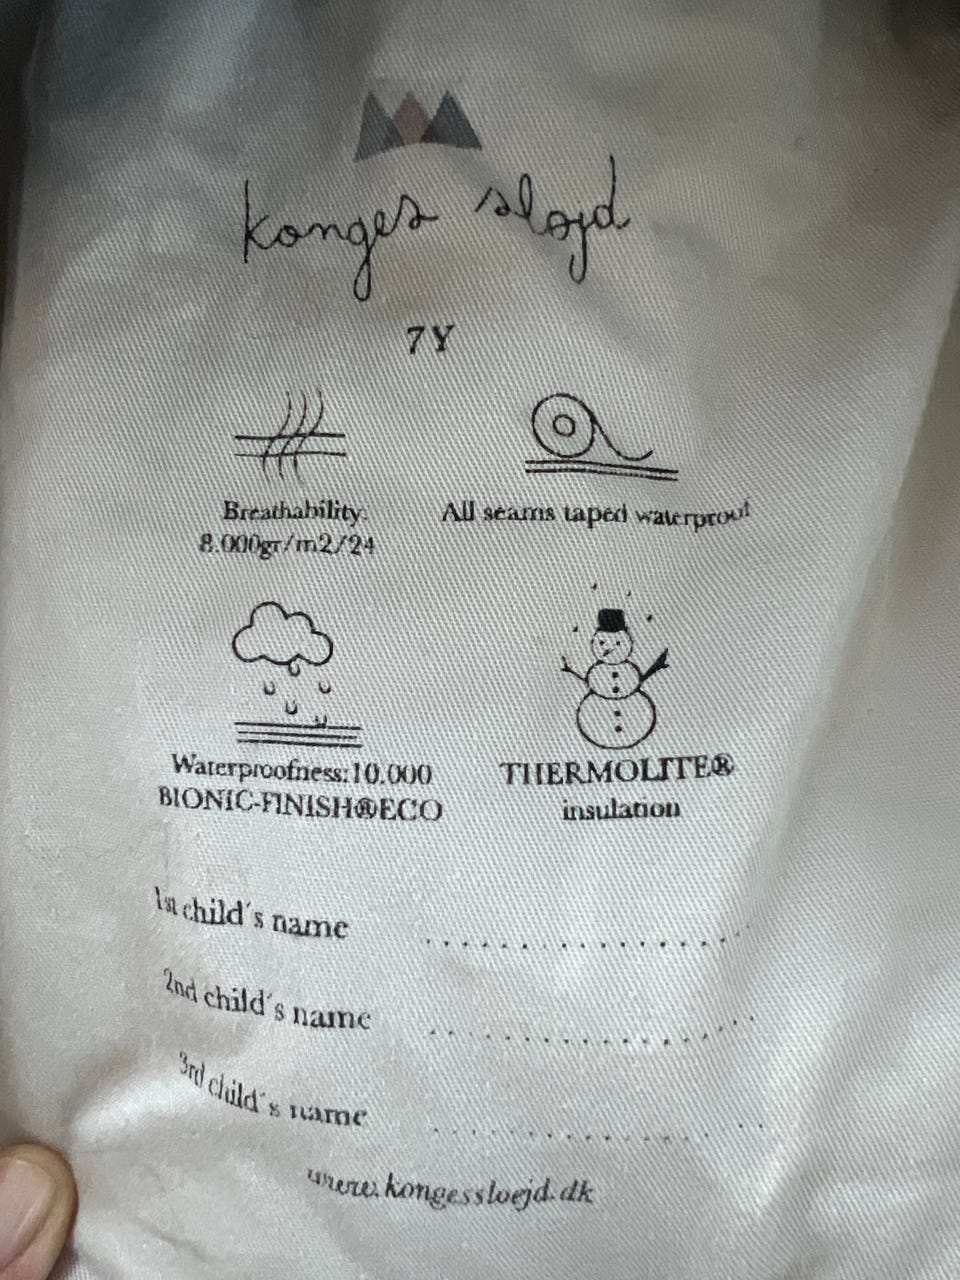 konges sløjd
7Y
Breathability:
8.000gr/m2/24
All seams taped waterproof
Waterproofness:10.000
BIONIC-FINISH®ECO
THERMOLITE®
insulation
1st child´s name ................
2nd child´s name ................
3rd child´s name ................
www.kongessloejd.dk